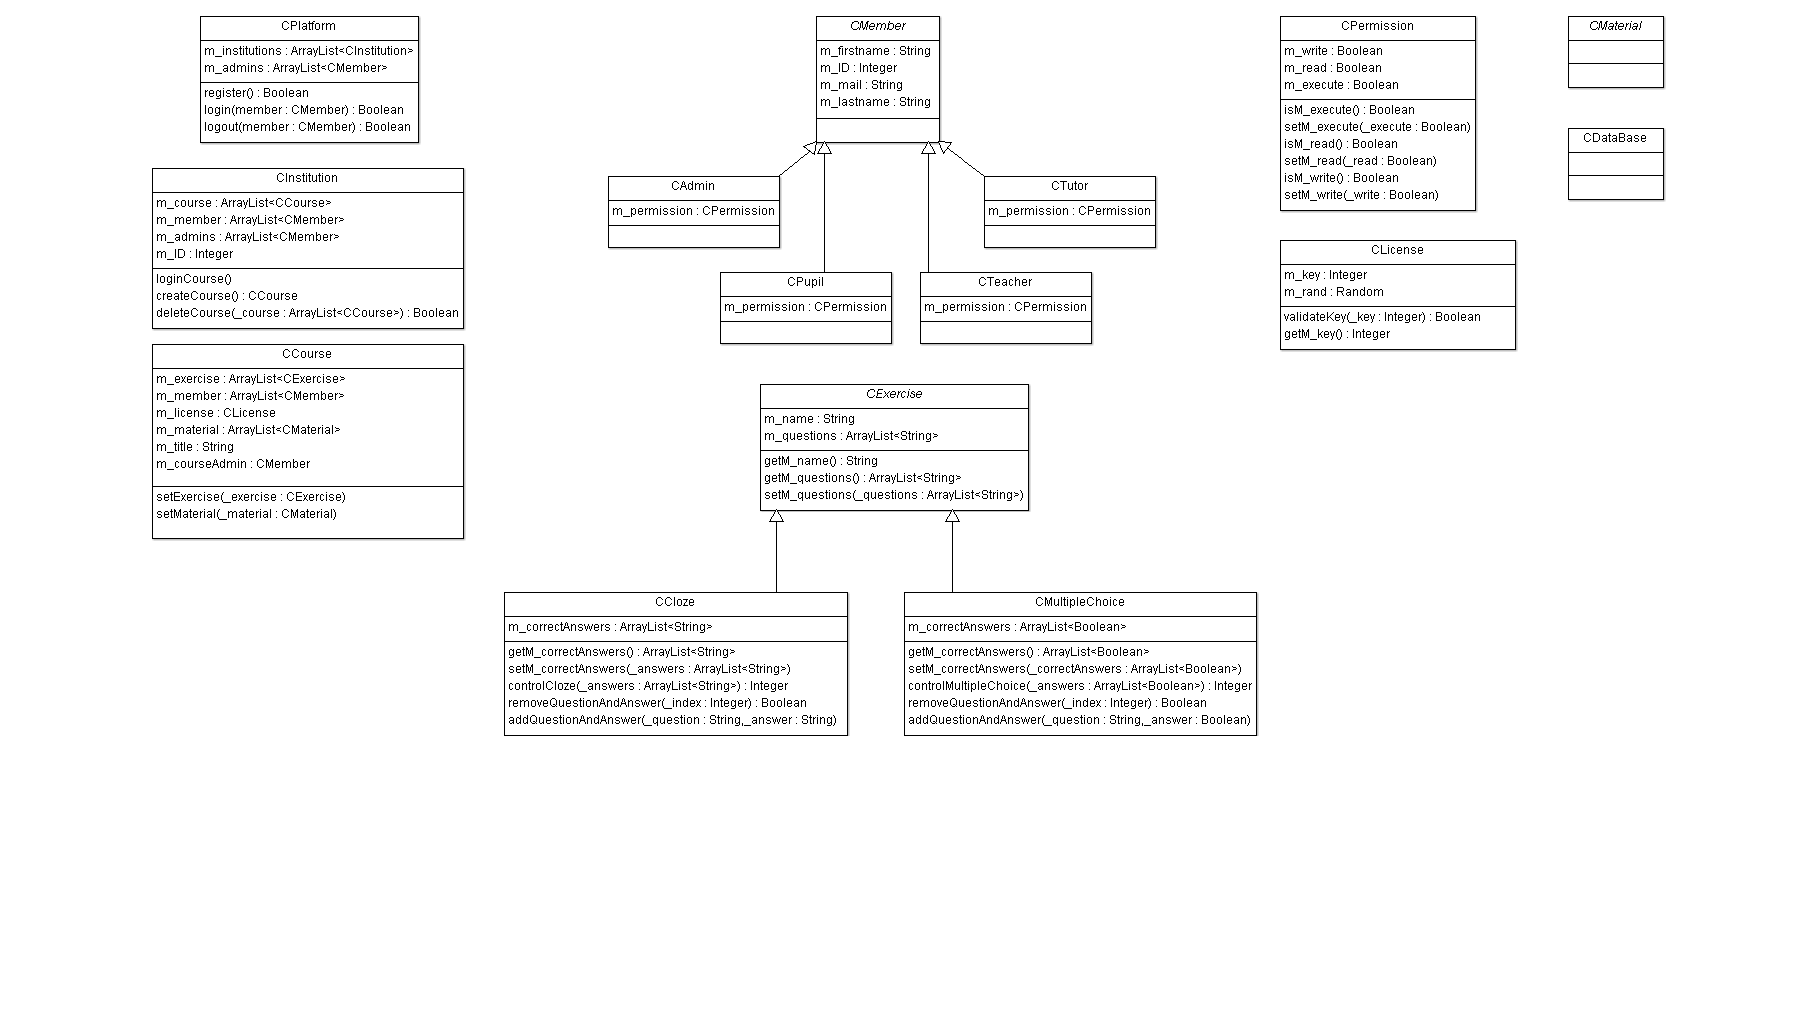 CPlatform
m_institutions : ArrayList<CInstitution>
m_admins : ArrayList<CMember>
register() : Boolean
login(member : CMember) : Boolean
logout(member : CMember) : Boolean
CInstitution
m_course : ArrayList<CCourse>
m_member : ArrayList<CMember>
m_admins : ArrayList<CMember>
m_ID : Integer
loginCourse()
createCourse() : CCourse
deleteCourse(_course : ArrayList<CCourse>) : Boolean
CCourse
m_exercise : ArrayList<CExercise>
m_member : ArrayList<CMember>
m_license : CLicense
m_material : ArrayList<CMaterial>
m_title : String
m_courseAdmin : CMember
setExercise(_exercise : CExercise)
setMaterial(_material : CMaterial)
CMember
m_firstname : String
m_ID : Integer
m_mail : String
m_lastname : String
CAdmin
m_permission : CPermission
CTutor
m_permission : CPermission
CPupil
m_permission : CPermission
CTeacher
m_permission : CPermission
CExercise
m_name : String
m_questions : ArrayList<String>
getM_name() : String
getM_questions() : ArrayList<String>
setM_questions(_questions : ArrayList<String>)
CCloze
m_correctAnswers : ArrayList<String>
getM_correctAnswers() : ArrayList<String>
setM_correctAnswers(_answers : ArrayList<String>)
controlCloze(_answers : ArrayList<String>) : Integer
removeQuestionAndAnswer(_index : Integer) : Boolean
addQuestionAndAnswer(_question : String,_answer : String)
CMultipleChoice
m_correctAnswers : ArrayList<Boolean>
getM_correctAnswers() : ArrayList<Boolean>
setM_correctAnswers(_correctAnswers : ArrayList<Boolean>)
controlMultipleChoice(_answers : ArrayList<Boolean>) : Integer
removeQuestionAndAnswer(_index : Integer) : Boolean
addQuestionAndAnswer(_question : String,_answer : Boolean)
CPermission
m_write : Boolean
m_read : Boolean
m_execute : Boolean
isM_execute() : Boolean
setM_execute(_execute : Boolean)
isM_read() : Boolean
setM_read(_read : Boolean)
isM_write() : Boolean
setM_write(_write : Boolean)
CLicense
m_key : Integer
m_rand : Random
validateKey(_key : Integer) : Boolean
getM_key() : Integer
CMaterial
CDataBase